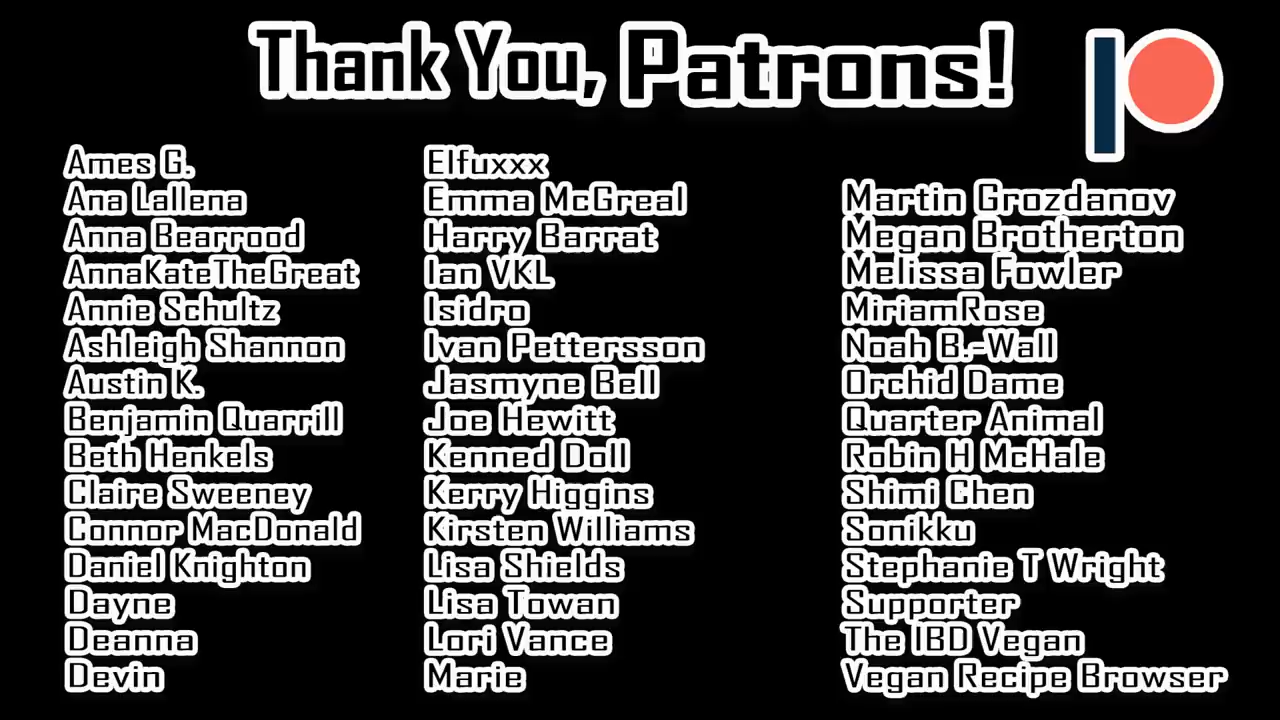 Thank You, Patrons!
Ames G.
Ana Lallena
Anna Bearrood
AnnaKateTheGreat
Annie Schultz
Ashleigh Shannon
Austin K.
Benjamin Quarrill
Beth Henkels
Claire Sweeney
Connor MacDonald
Daniel Knighton
Dayne
Deanna
Devin
Elfuxxx
Emma McGreal
Harry Barrat
Ian VKL
Isidro
Ivan Pettersson
Jasmyne Bell
Joe Hewitt
Kenned Doll
Kerry Higgins
Kirsten Williams
Lisa Shields
Lisa Towan
Lori Vance
Marie
Martin Grozdanov
Megan Brotherton
Melissa Fowler
MiriamRose
Noah B.-Wall
Orchid Dame
Quarter Animal
Robin H McHale
Shimi Chen
Sonikku
Stephanie T Wright
Supporter
The IBD Vegan
Vegan Recipe Browser